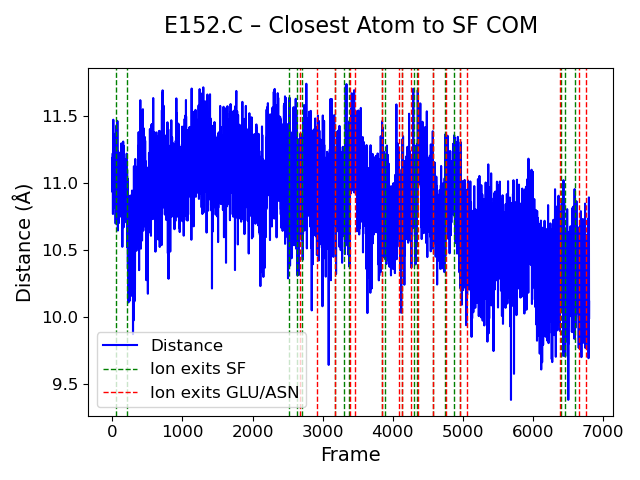 E152.C – Closest Atom to SF COM
11.5
11.0
10.5
10.0
9.5
Distance (Å)
Distance
Ion exits SF
Ion exits GLU/ASN
0 1000 2000 3000 4000 5000 6000 7000
Frame